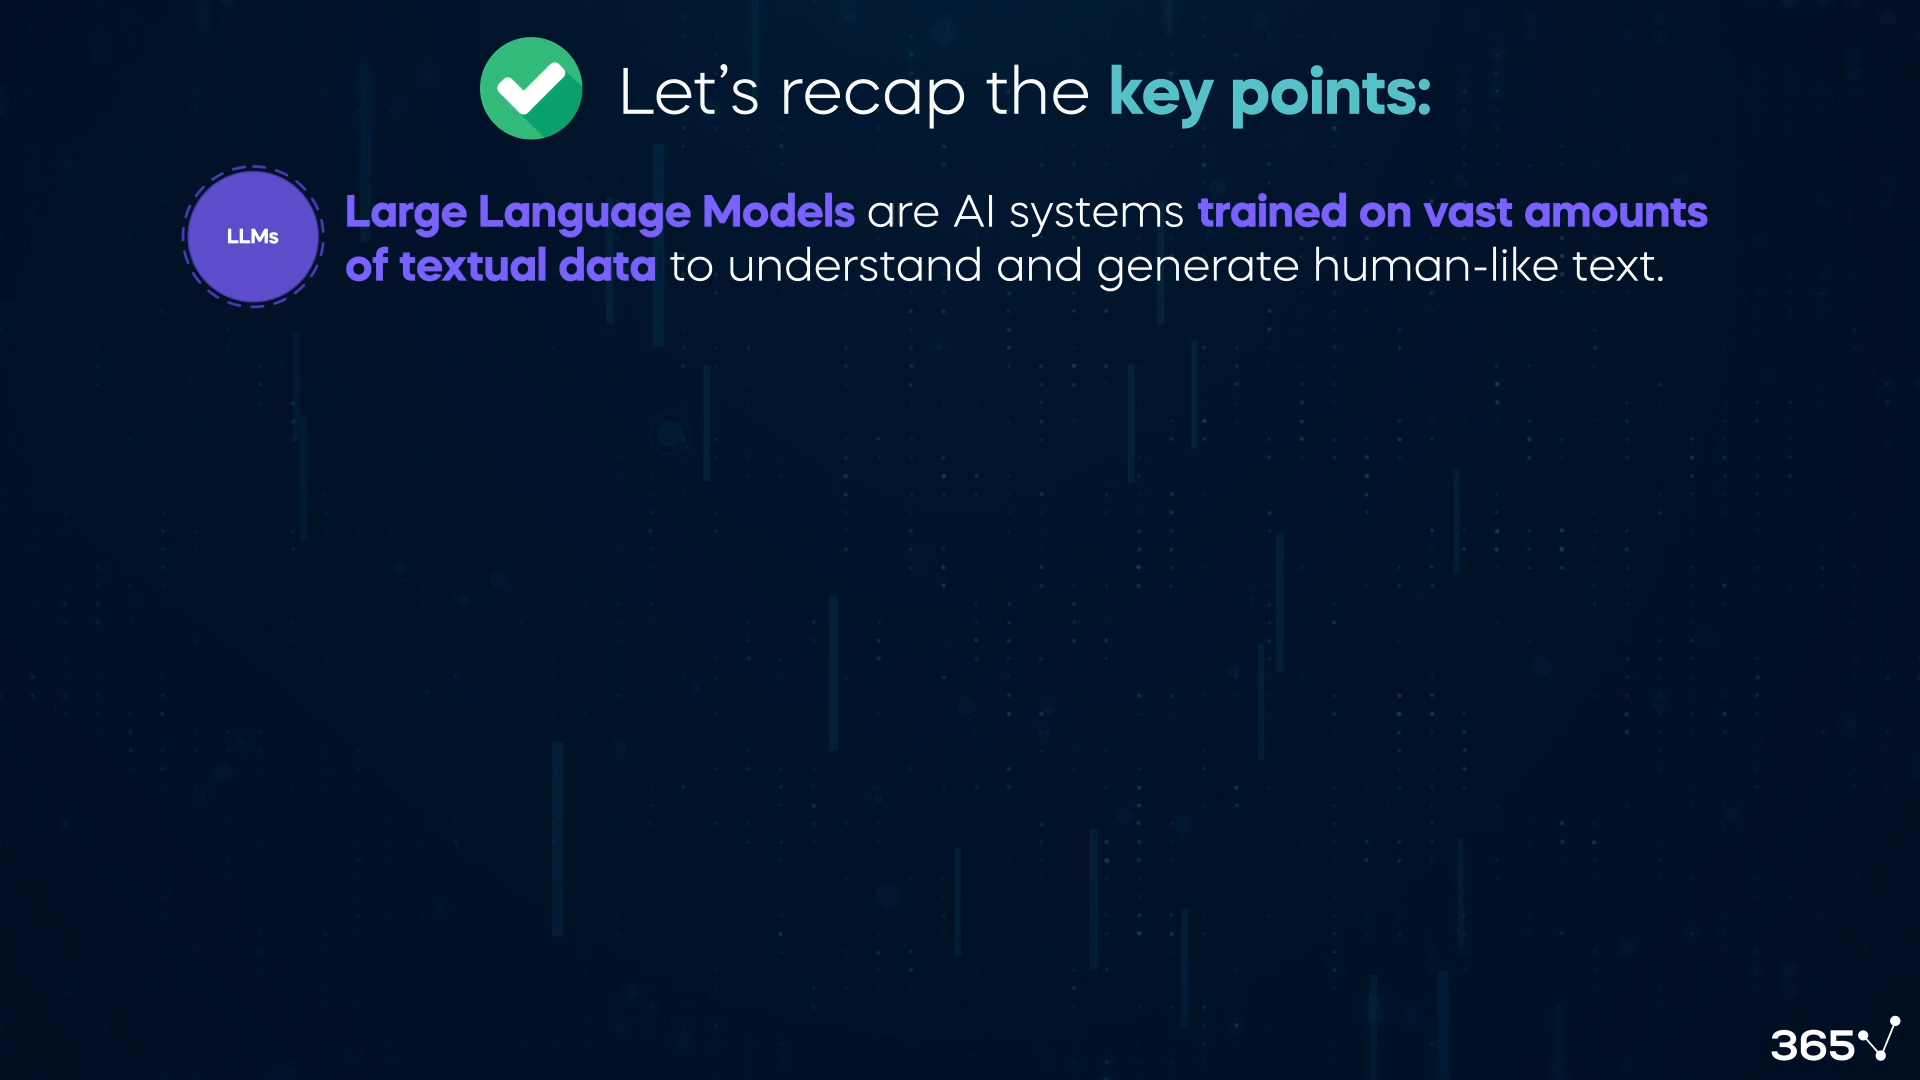 Let’s recap the key points:
LLMs
Large Language Models are AI systems trained on vast amounts
of textual data to understand and generate human-like text.
365